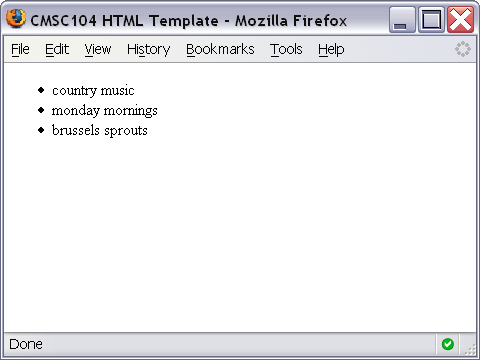 CMSC104 HTML Template - Mozilla Firefox
File Edit View History Bookmarks Tools Help
country music
monday mornings
brussels sprouts
Done